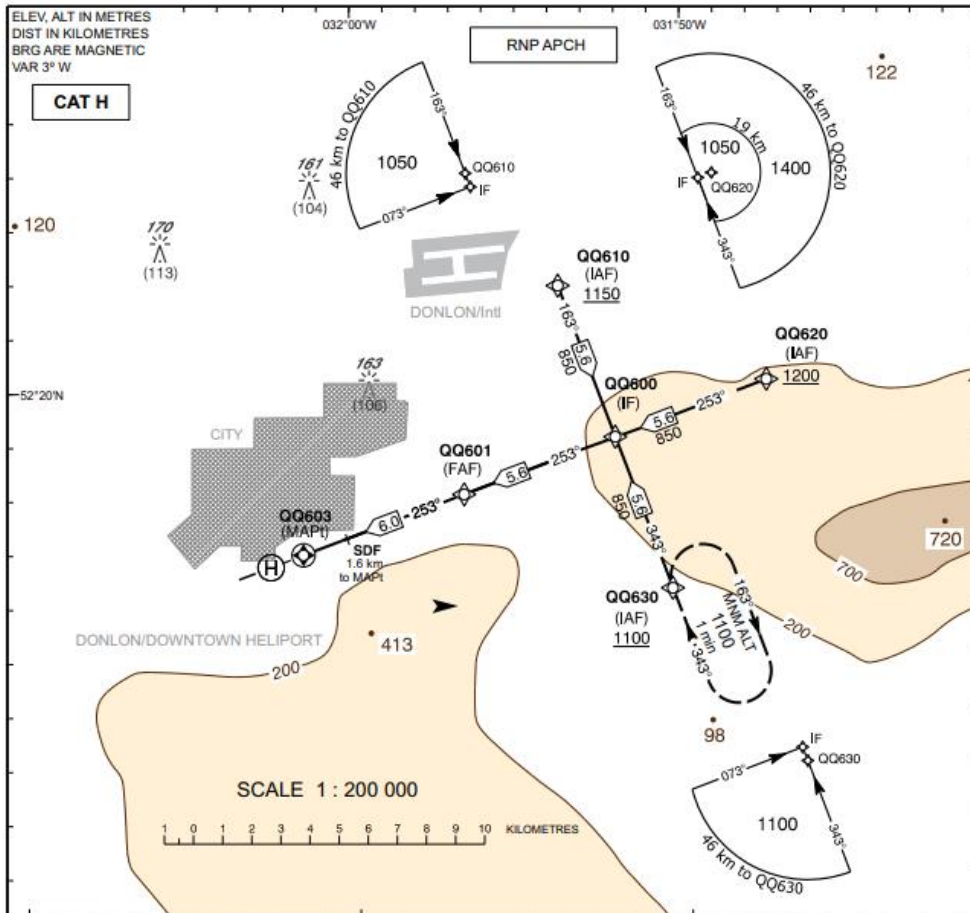 ELEV, ALT IN METRES
DIST IN KILOMETRES
BRG ARE MAGNETIC
VAR 3° W
032°00'W
031°50'W
RNP APCH
CAT H
122
163°
46 km to QQ610
1050
QQ610
IF
073°
163°
46 km to QQ620
19 km
1050
1400
IF
QQ620
343°
161
(104)
120
170
(113)
DONLON/Intl
QQ610
(IAF)
1150
163°
5.6
850
QQ620
(IAF)
1200
QQ600
(IF)
253°
5.6
850
52°20'N
163
(106)
CITY
QQ601
(FAF)
253°
5.6
5.6
850
343°
QQ603
(MAPt)
6.0
253°
SDF
1.6 km
to MAPt
H
720
700
QQ630
(IAF)
1100
163°
MNM ALT
1100
1 min
343°
200
DONLON/DOWNTOWN HELIPORT
413
200
98
IF
QQ630
073°
1100
343°
46 km to QQ630
SCALE 1 : 200 000
1 0 1 2 3 4 5 6 7 8 9 10 KILOMETRES